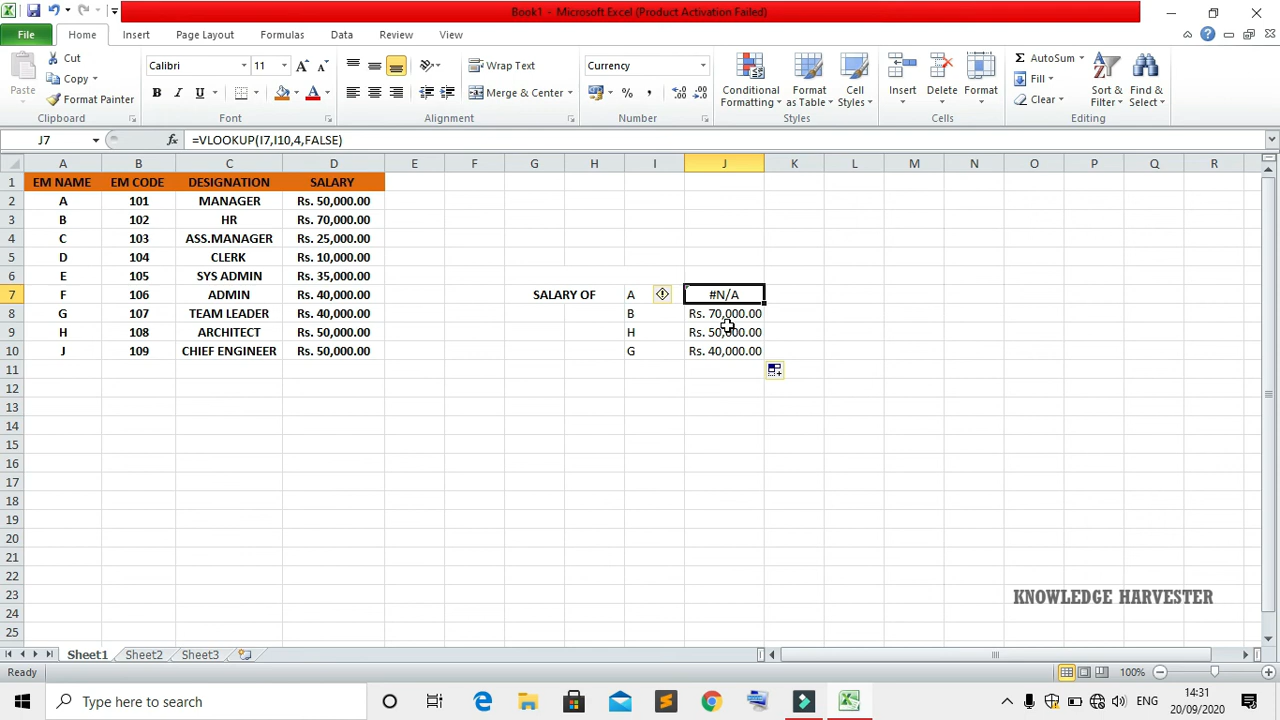 Book1 - Microsoft Excel (Product Activation Failed)
File Home Insert Page Layout Formulas Data Review View
Paste
Cut
Copy
Format Painter
Clipboard
Calibri 11
Font
Wrap Text
Merge & Center
Alignment
Currency
Number
Conditional Formatting
Format as Table
Cell Styles
Styles
Insert
Delete
Format
Cells
AutoSum
Fill
Clear
Sort & Filter
Find & Select
Editing
J7 fx =VLOOKUP(I7,I10,4,FALSE)
A B C D E F G H I J K L M N O P Q R
1 EM NAME EM CODE DESIGNATION SALARY
2 A 101 MANAGER Rs. 50,000.00
3 B 102 HR Rs. 70,000.00
4 C 103 ASS.MANAGER Rs. 25,000.00
5 D 104 CLERK Rs. 10,000.00
6 E 105 SYS ADMIN Rs. 35,000.00
7 F 106 ADMIN Rs. 40,000.00 SALARY OF A #N/A
8 G 107 TEAM LEADER Rs. 40,000.00 B Rs. 70,000.00
9 H 108 ARCHITECT Rs. 50,000.00 H Rs. 50,000.00
10 J 109 CHIEF ENGINEER Rs. 50,000.00 G Rs. 40,000.00
11
12
13
14
15
16
17
18
19
20
21
22
23 KNOWLEDGE HARVESTER
24
25
Sheet1 Sheet2 Sheet3
Ready 100%
Type here to search
ENG
14:31
20/09/2020